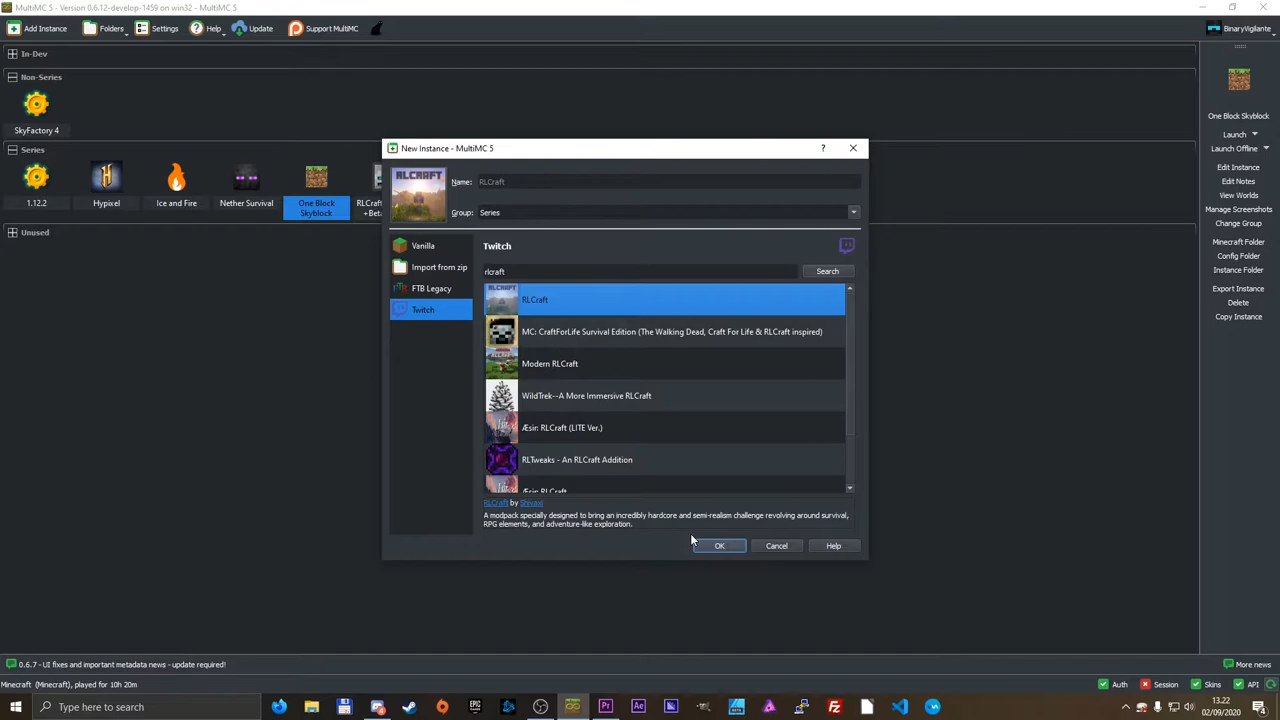 MultiMC 5 - Version 0.6.12-develop-1459 on win32 - MultiMC 5
Add Instance Folders Settings Help Update Support MultiMC BinaryVigilante
In-Dev
Non-Series
SkyFactory 4
Series
1.12.2 Hypixel Ice and Fire Nether Survival One Block Skyblock RLCraf +Beta
Unused
New Instance - MultiMC 5
RLCRAFT
Name: RLCraft
Group: Series
Vanilla
Import from zip
FTB Legacy
Twitch
Twitch
rlcraft Search
RLCraft
MC: CraftForLife Survival Edition (The Walking Dead, Craft For Life & RLCraft inspired)
Modern RLCraft
WildTrek--A More Immersive RLCraft
Æsir: RLCraft (LITE Ver.)
RLTweaks - An RLCraft Addition
Æsir: RLCraft
RLCraft by Shivaxi
A modpack specially designed to bring an incredibly hardcore and semi-realism challenge revolving around survival,
RPG elements, and adventure-like exploration.
OK Cancel Help
One Block Skyblock
Launch
Launch Offline
Edit Instance
Edit Notes
View Worlds
Manage Screenshots
Change Group
Minecraft Folder
Config Folder
Instance Folder
Export Instance
Delete
Copy Instance
0.6.7 - UI fixes and important metadata news - update required! More news
Minecraft (Minecraft), played for 10h 20m Auth Session Skins API
Type here to search
13.22
02/09/2020